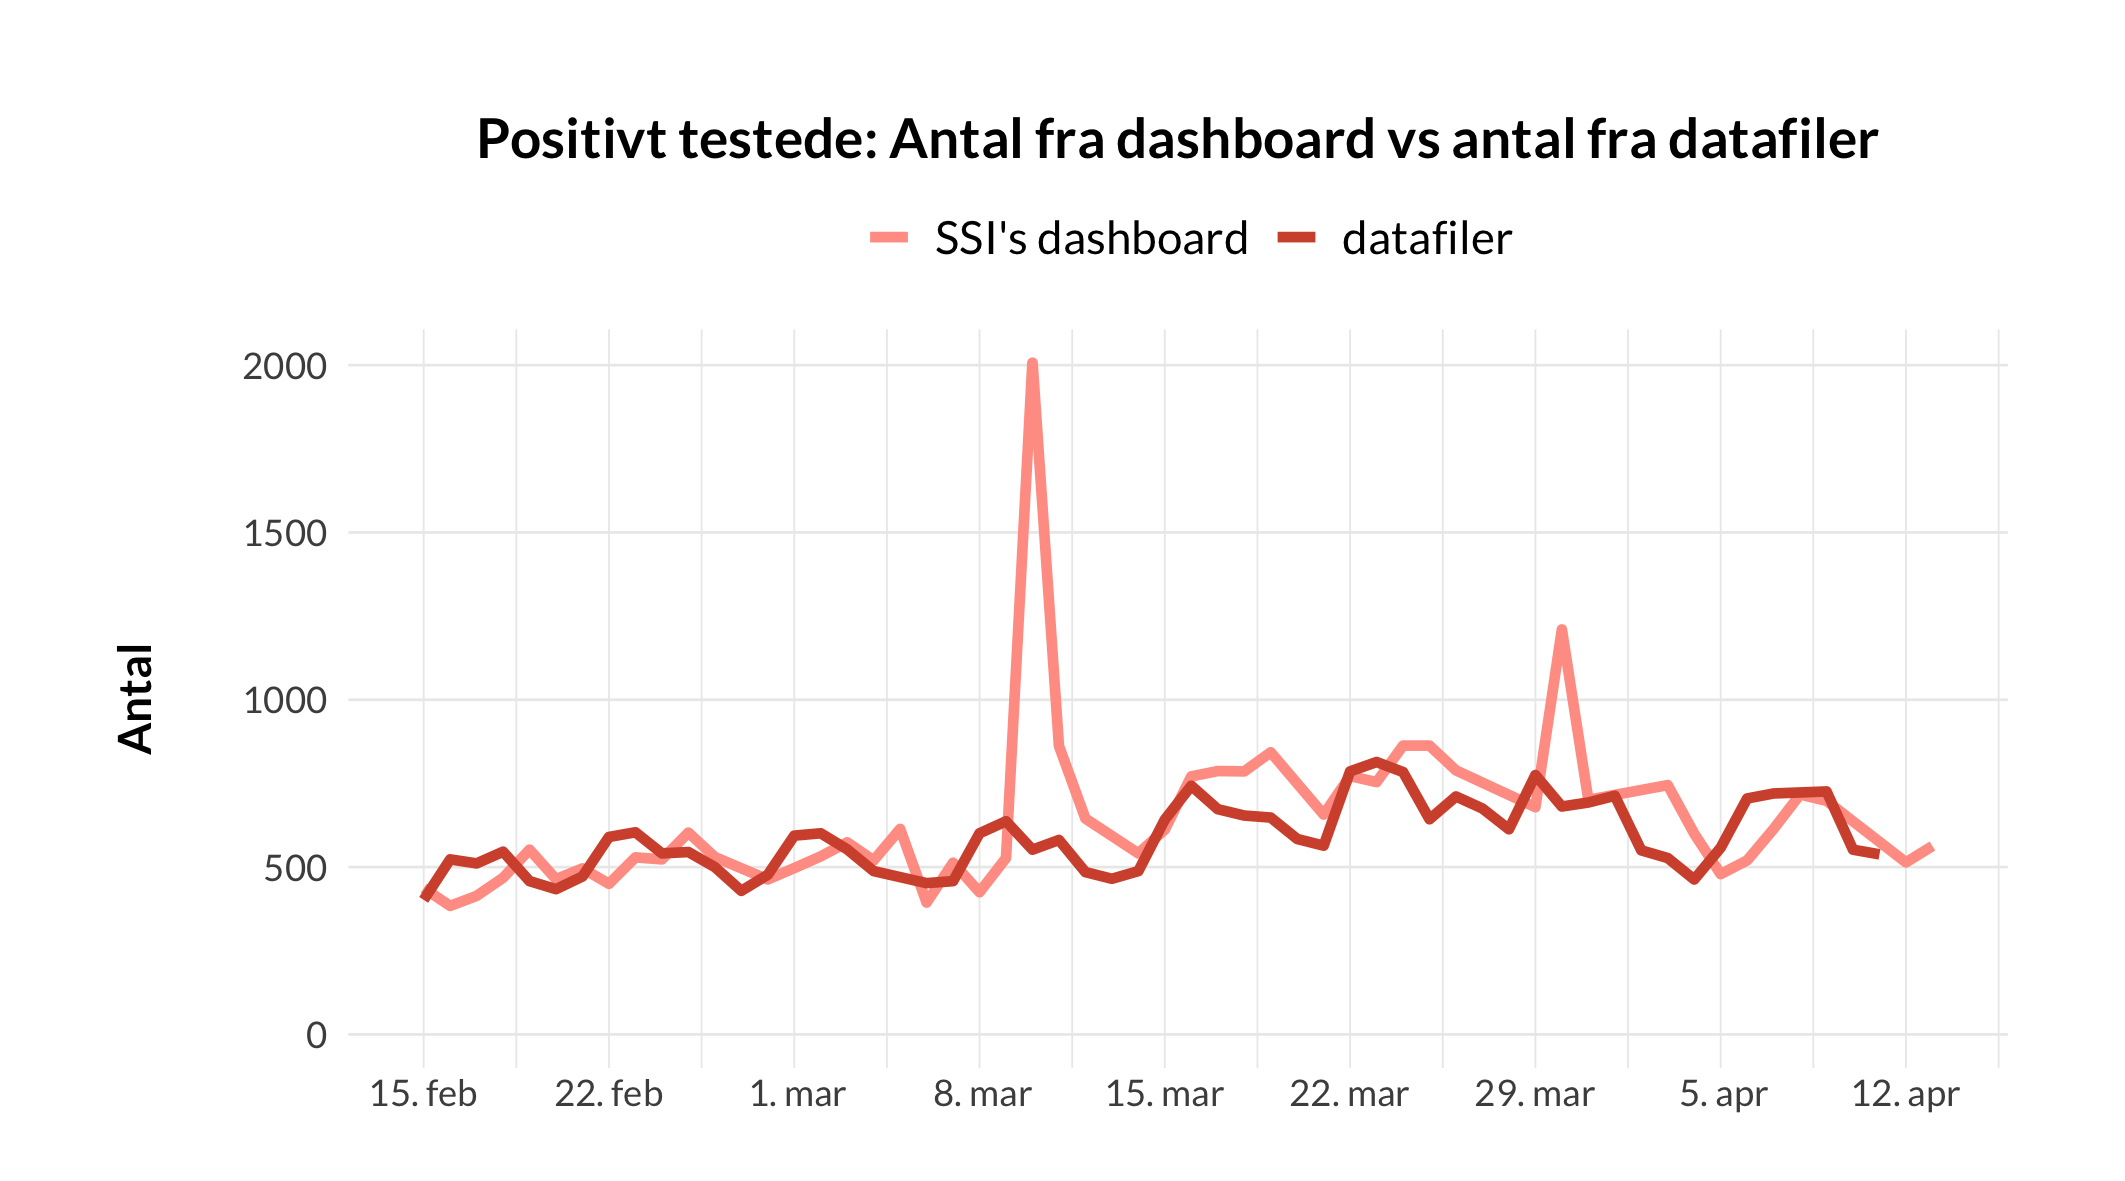 Positivt testede: Antal fra dashboard vs antal fra datafiler
SSI's dashboard datafiler
Antal
2000
1500
1000
500
0
15. feb 22. feb 1. mar 8. mar 15. mar 22. mar 29. mar 5. apr 12. apr